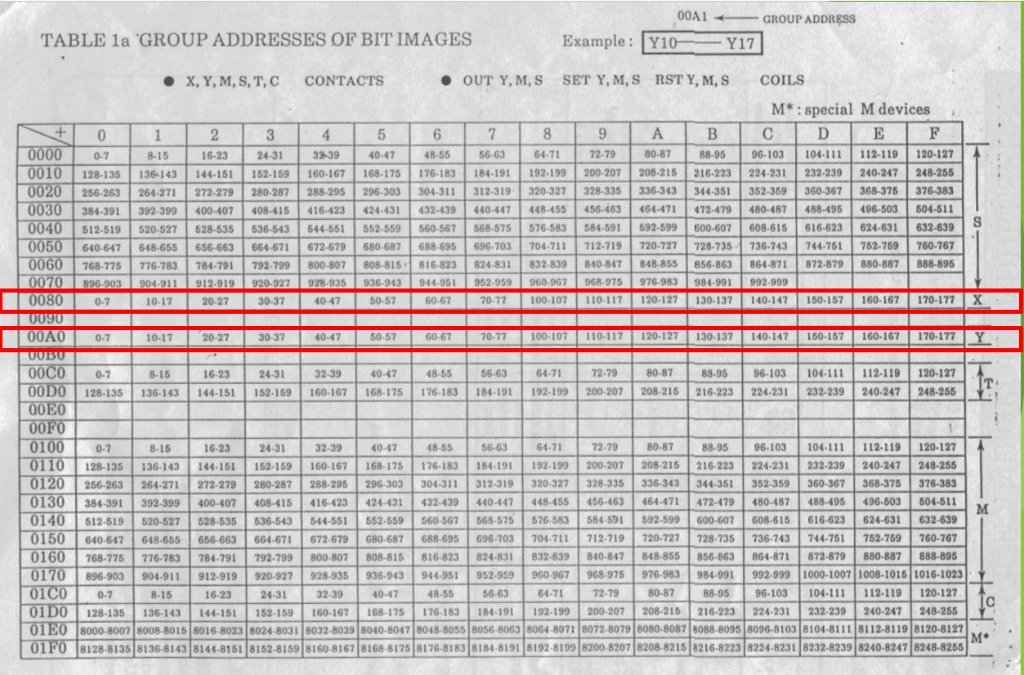 00A1 GROUP ADDRESS
TABLE 1a GROUP ADDRESSES OF BIT IMAGES
Example: Y10 Y17
● X, Y, M, S, T, C CONTACTS ● OUT Y, M, S SET Y, M, S RST Y, M, S COILS
M* : special M devices
+ 0 1 2 3 4 5 6 7 8 9 A B C D E F
0000 0-7 8-15 16-23 24-31 32-39 40-47 48-55 56-63 64-71 72-79 80-87 88-95 96-103 104-111 112-119 120-127
0010 128-135 136-143 144-151 152-159 160-167 168-175 176-183 184-191 192-199 200-207 208-215 216-223 224-231 232-239 240-247 248-255
0020 256-263 264-271 272-279 280-287 288-295 296-303 304-311 312-319 320-327 328-335 336-343 344-351 352-359 360-367 368-375 376-383
0030 384-391 392-399 400-407 408-415 416-423 424-431 432-439 440-447 448-455 456-463 464-471 472-479 480-487 488-495 496-503 504-511
0040 512-519 520-527 528-535 536-543 544-551 552-559 560-567 568-575 576-583 584-591 592-599 600-607 608-615 616-623 624-631 632-639 S
0050 640-647 648-655 656-663 664-671 672-679 680-687 688-695 696-703 704-711 712-719 720-727 728-735 736-743 744-751 752-759 760-767
0060 768-775 776-783 784-791 792-799 800-807 808-815 816-823 824-831 832-839 840-847 848-855 856-863 864-871 872-879 880-887 888-895
0070 896-903 904-911 912-919 920-927 928-935 936-943 944-951 952-959 960-967 968-975 976-983 984-991 992-999
0080 0-7 10-17 20-27 30-37 40-47 50-57 60-67 70-77 100-107 110-117 120-127 130-137 140-147 150-157 160-167 170-177 X
0090
00A0 0-7 10-17 20-27 30-37 40-47 50-57 60-67 70-77 100-107 110-117 120-127 130-137 140-147 150-157 160-167 170-177 Y
00B0
00C0 0-7 8-15 16-23 24-31 32-39 40-47 48-55 56-63 64-71 72-79 80-87 88-95 96-103 104-111 112-119 120-127 T
00D0 128-135 136-143 144-151 152-159 160-167 168-175 176-183 184-191 192-199 200-207 208-215 216-223 224-231 232-239 240-247 248-255
00E0
00F0
0100 0-7 8-15 16-23 24-31 32-39 40-47 48-55 56-63 64-71 72-79 80-87 88-95 96-103 104-111 112-119 120-127
0110 128-135 136-143 144-151 152-159 160-167 168-175 176-183 184-191 192-199 200-207 208-215 216-223 224-231 232-239 240-247 248-255
0120 256-263 264-271 272-279 280-287 288-295 296-303 304-311 312-319 320-327 328-335 336-343 344-351 352-359 360-367 368-375 376-383
0130 384-391 392-399 400-407 408-415 416-423 424-431 432-439 440-447 448-455 456-463 464-471 472-479 480-487 488-495 496-503 504-511 M
0140 512-519 520-527 528-535 536-543 544-551 552-559 560-567 568-575 576-583 584-591 592-599 600-607 608-615 616-623 624-631 632-639
0150 640-647 648-655 656-663 664-671 672-679 680-687 688-695 696-703 704-711 712-719 720-727 728-735 736-743 744-751 752-759 760-767
0160 768-775 776-783 784-791 792-799 800-807 808-815 816-823 824-831 832-839 840-847 848-855 856-863 864-871 872-879 880-887 888-895
0170 896-903 904-911 912-919 920-927 928-935 936-943 944-951 952-959 960-967 968-975 976-983 984-991 992-999 1000-1007 1008-1015 1016-1023
01C0 0-7 8-15 16-23 24-31 32-39 40-47 48-55 56-63 64-71 72-79 80-87 88-95 96-103 104-111 112-119 120-127 C
01D0 128-135 136-143 144-151 152-159 160-167 168-175 176-183 184-191 192-199 200-207 208-215 216-223 224-231 232-239 240-247 248-255
01E0 8000-8007 8008-8015 8016-8023 8024-8031 8032-8039 8040-8047 8048-8055 8056-8063 8064-8071 8072-8079 8080-8087 8088-8095 8096-8103 8104-8111 8112-8119 8120-8127 M*
01F0 8128-8135 8136-8143 8144-8151 8152-8159 8160-8167 8168-8175 8176-8183 8184-8191 8192-8199 8200-8207 8208-8215 8216-8223 8224-8231 8232-8239 8240-8247 8248-8255